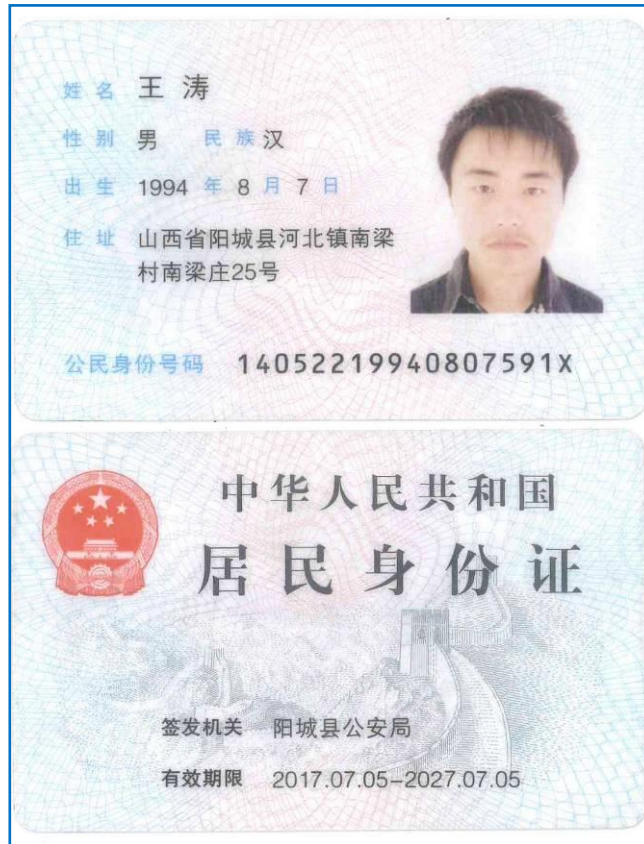 姓名 王涛
性别 男 民族 汉
出生 1994 年 8 月 7 日
住址 山西省阳城县河北镇南梁
村南梁庄25号
公民身份号码 14052219940807591X
中华人民共和国
居民身份证
签发机关 阳城县公安局
有效期限 2017.07.05-2027.07.05